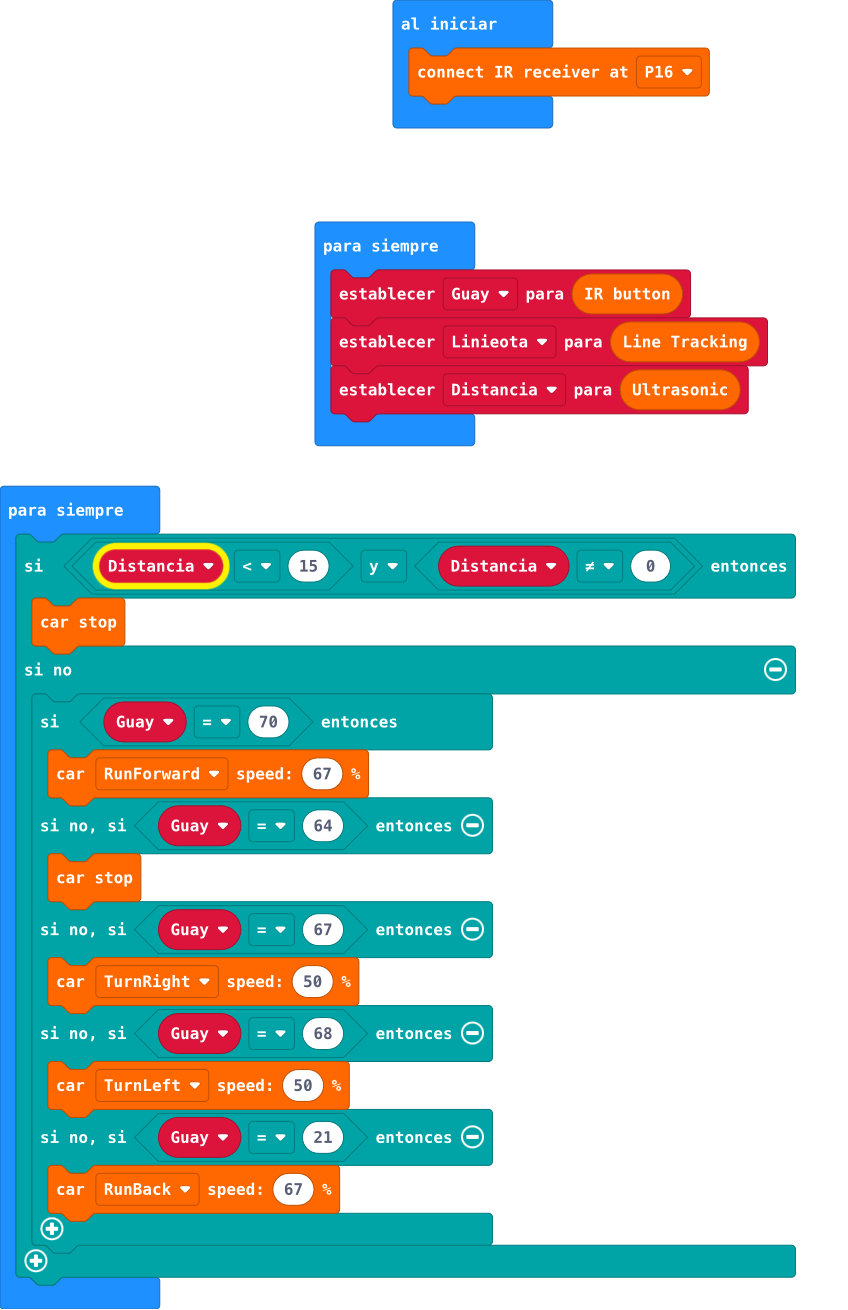 al iniciar
connect IR receiver at P16
para siempre
establecer Guay para IR button
establecer Linieota para Line Tracking
establecer Distancia para Ultrasonic
para siempre
si Distancia < 15 y Distancia ≠ 0 entonces
car stop
si no
si Guay = 70 entonces
car RunForward speed: 67 %
si no, si Guay = 64 entonces
car stop
si no, si Guay = 67 entonces
car TurnRight speed: 50 %
si no, si Guay = 68 entonces
car TurnLeft speed: 50 %
si no, si Guay = 21 entonces
car RunBack speed: 67 %